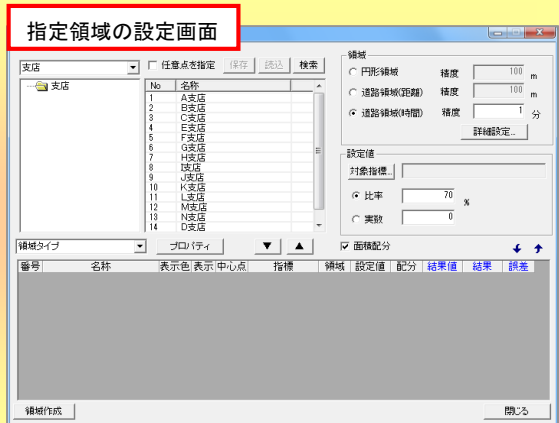 指定領域の設定画面
支店
任意点を指定 保存 読込 検索
支店
No 名称
1 A支店
2 B支店
3 C支店
4 E支店
5 F支店
6 G支店
7 H支店
8 I支店
9 J支店
10 K支店
11 L支店
12 M支店
13 N支店
14 D支店
領域
円形領域 精度 100 m
道路領域(距離) 精度 100 m
道路領域(時間) 精度 1 分
詳細設定...
設定値
対象指標...
比率 70 %
実数 0
領域タイプ プロパティ ▼ ▲ 面積配分
番号 名称 表示色 表示 中心点 指標 領域 設定値 配分 結果値 結果 誤差
領域作成 閉じる